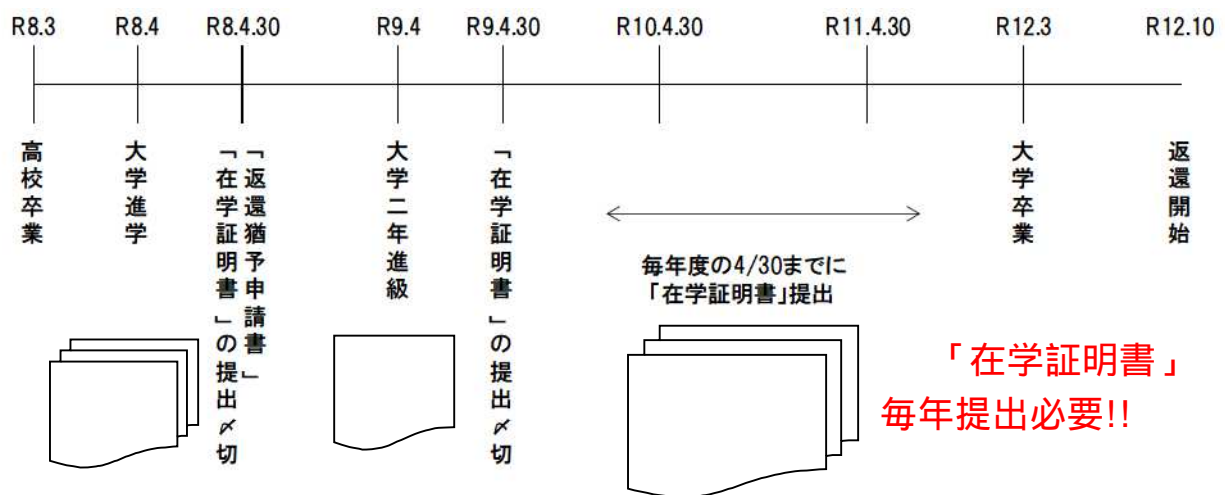 R8.3
R8.4
R8.4.30
R9.4
R9.4.30
R10.4.30
R11.4.30
R12.3
R12.10
高校卒業
大学進学
「返還猶予申請書」
「在学証明書」の提出〆切
大学二年進級
「在学証明書」の提出〆切
毎年度の4/30までに
「在学証明書」提出
大学卒業
返還開始
「在学証明書」
毎年提出必要!!